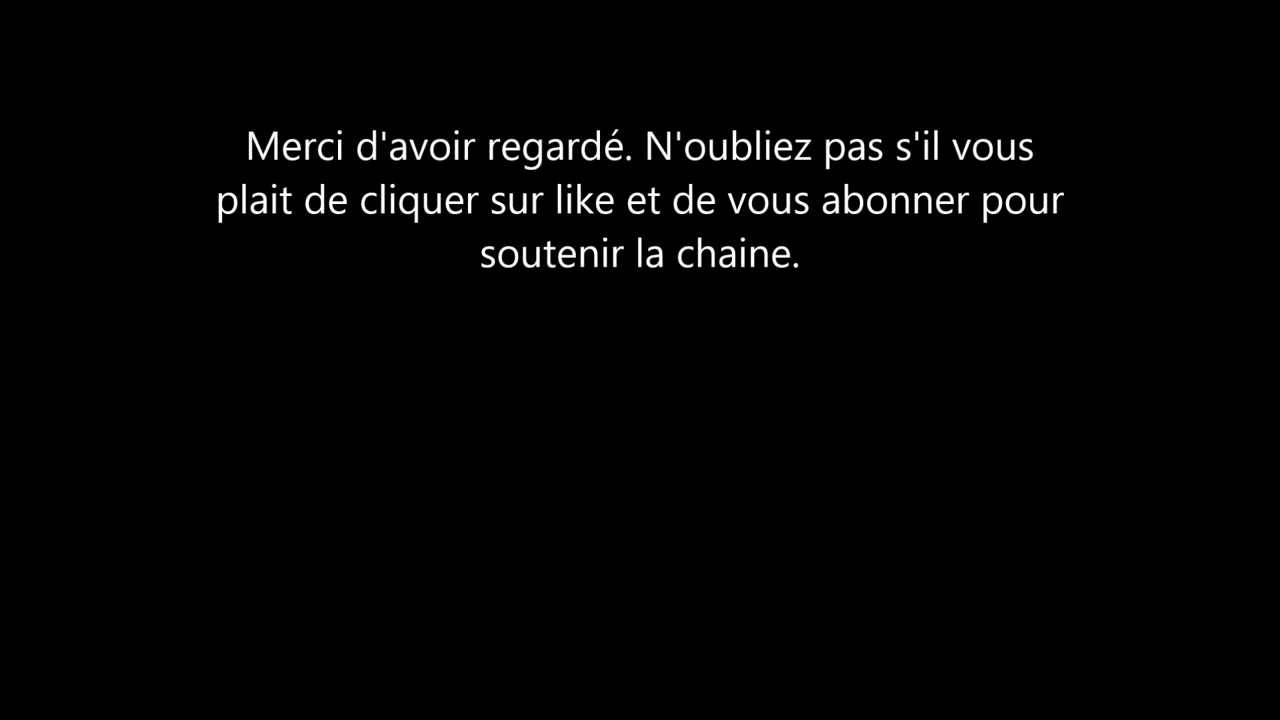 Merci d'avoir regardé. N'oubliez pas s'il vous
plait de cliquer sur like et de vous abonner pour
soutenir la chaine.